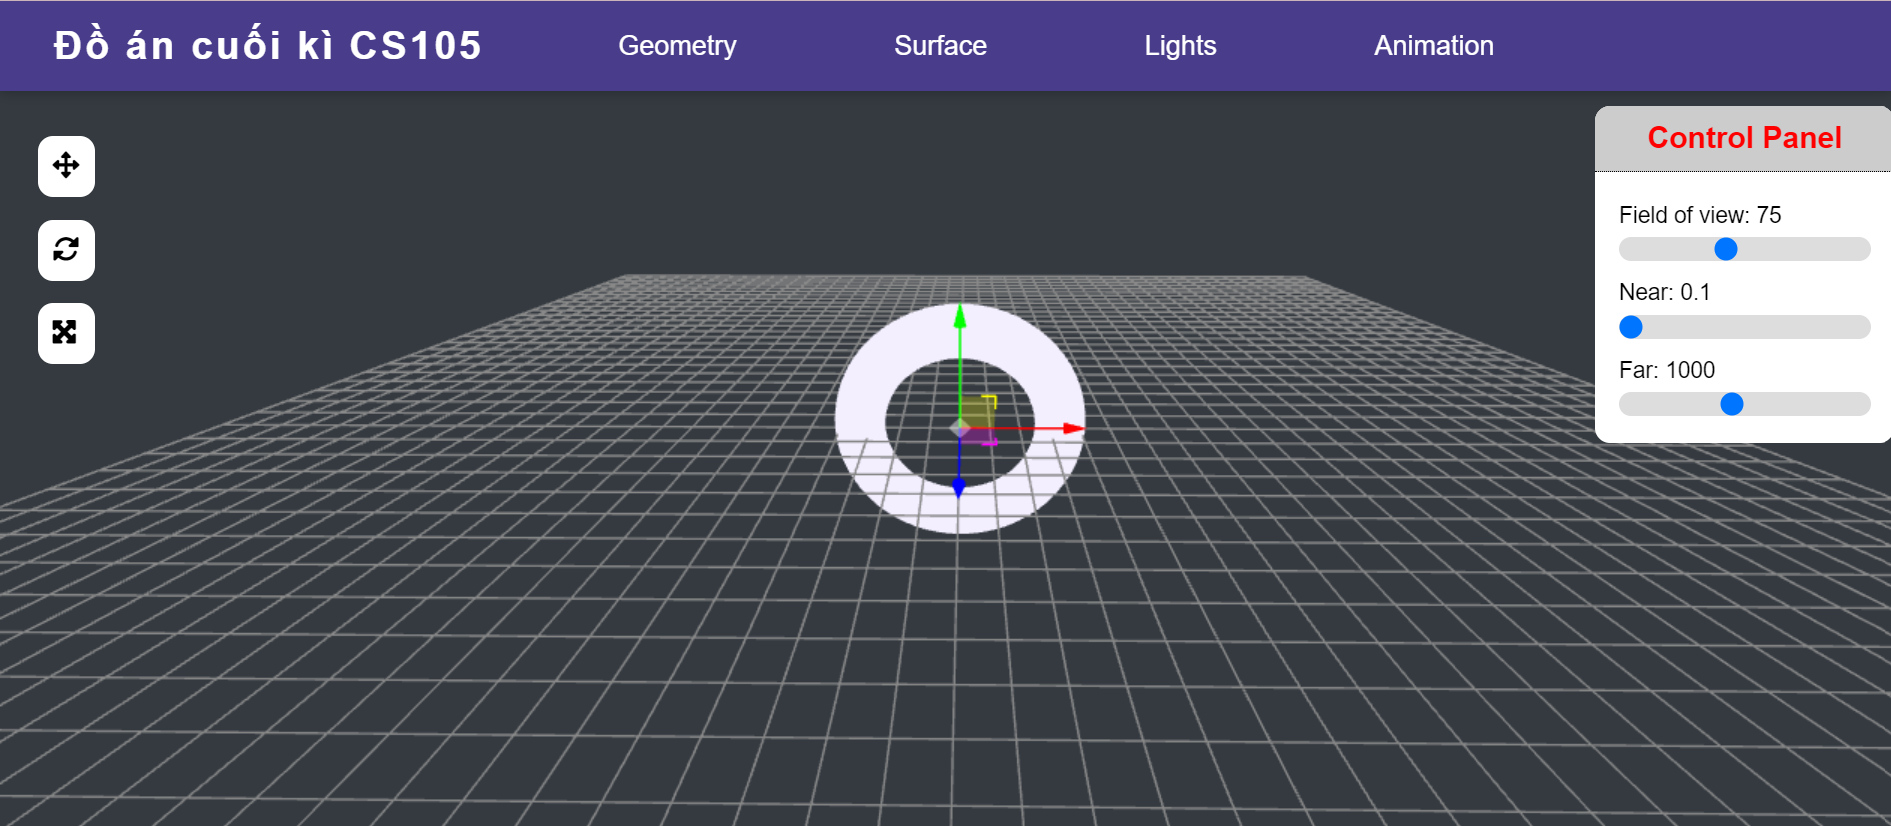 Đồ án cuối kì CS105
Geometry
Surface
Lights
Animation
Control Panel
Field of view: 75
Near: 0.1
Far: 1000